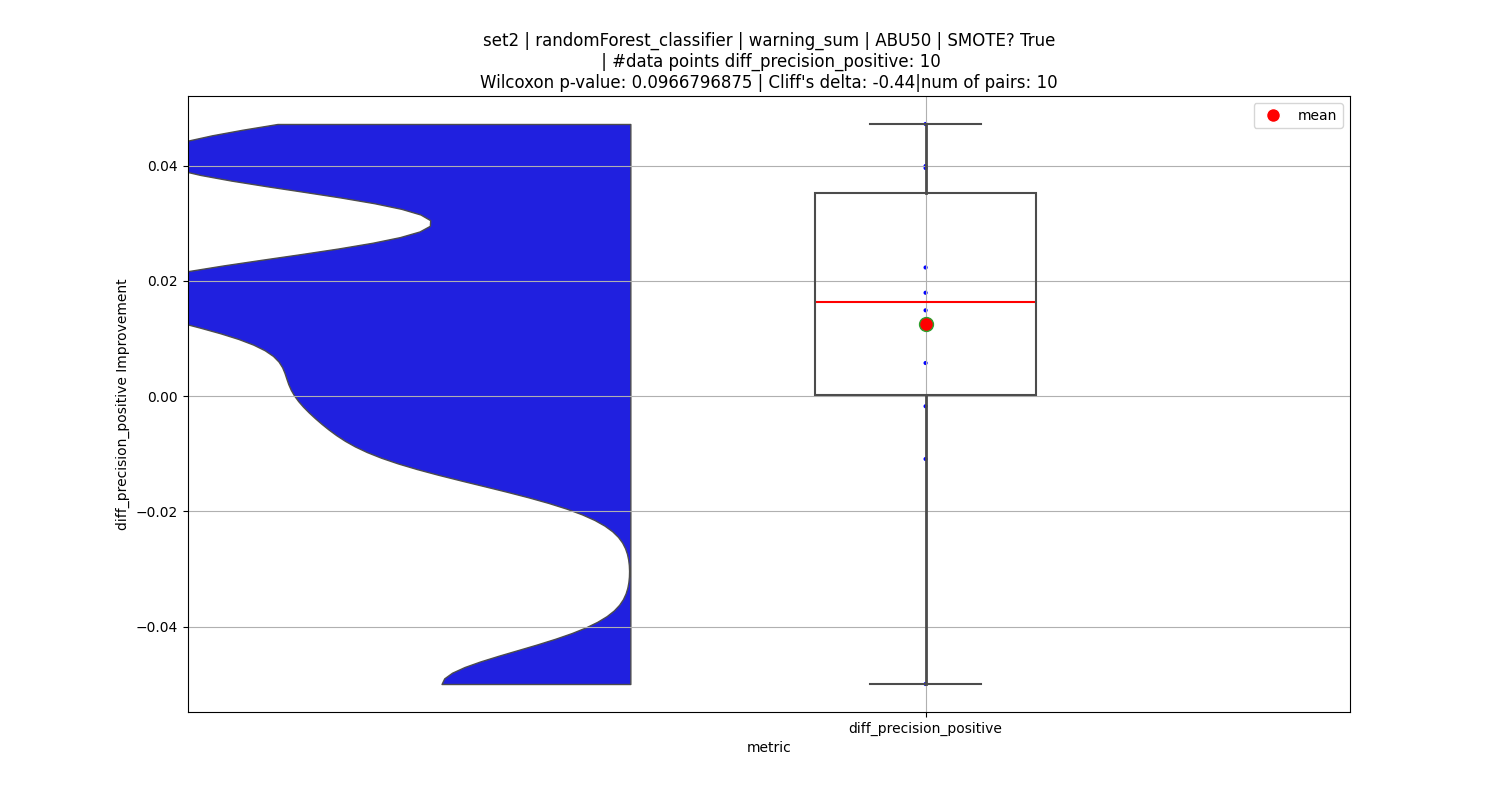 set2 | randomForest_classifier | warning_sum | ABU50 | SMOTE? True
| #data points diff_precision_positive: 10
Wilcoxon p-value: 0.0966796875 | Cliff's delta: -0.44|num of pairs: 10
mean
0.04
0.02
0.00
−0.02
−0.04
diff_precision_positive Improvement
diff_precision_positive
metric